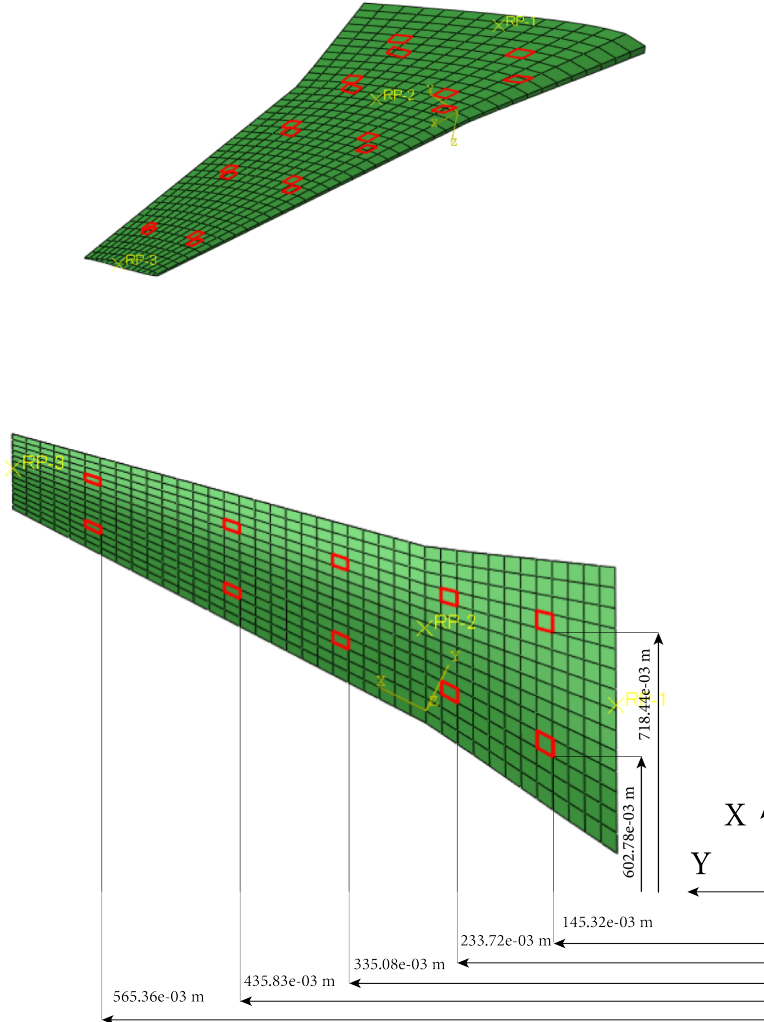 RP-1
RP-2
Y
X
Z
RP-3
RP-3
RP-2
Y
X
Z
RP-1
718.44e-03 m
602.78e-03 m
X
Y
145.32e-03 m
233.72e-03 m
335.08e-03 m
435.83e-03 m
565.36e-03 m